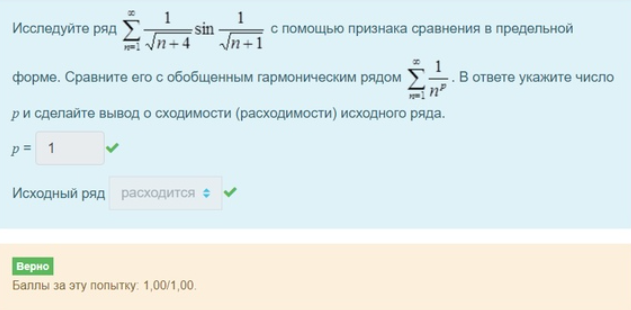 Исследуйте ряд $\sum_{n=1}^{\infty} \frac{1}{\sqrt{n+4}} \sin \frac{1}{\sqrt{n+1}}$ с помощью признака сравнения в предельной
форме. Сравните его с обобщенным гармоническим рядом $\sum_{n=1}^{\infty} \frac{1}{n^p}$. В ответе укажите число
p и сделайте вывод о сходимости (расходимости) исходного ряда.
p = 1
Исходный ряд расходится
Верно
Баллы за эту попытку: 1,00/1,00.